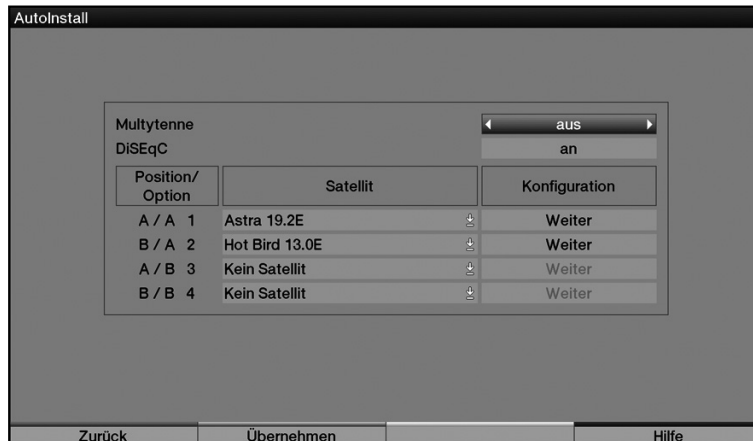 AutoInstall
Multytenne aus
DiSEqC an
Position/
Option Satellit Konfiguration
A / A 1 Astra 19.2E Weiter
B / A 2 Hot Bird 13.0E Weiter
A / B 3 Kein Satellit Weiter
B / B 4 Kein Satellit Weiter
Zurück Übernehmen Hilfe